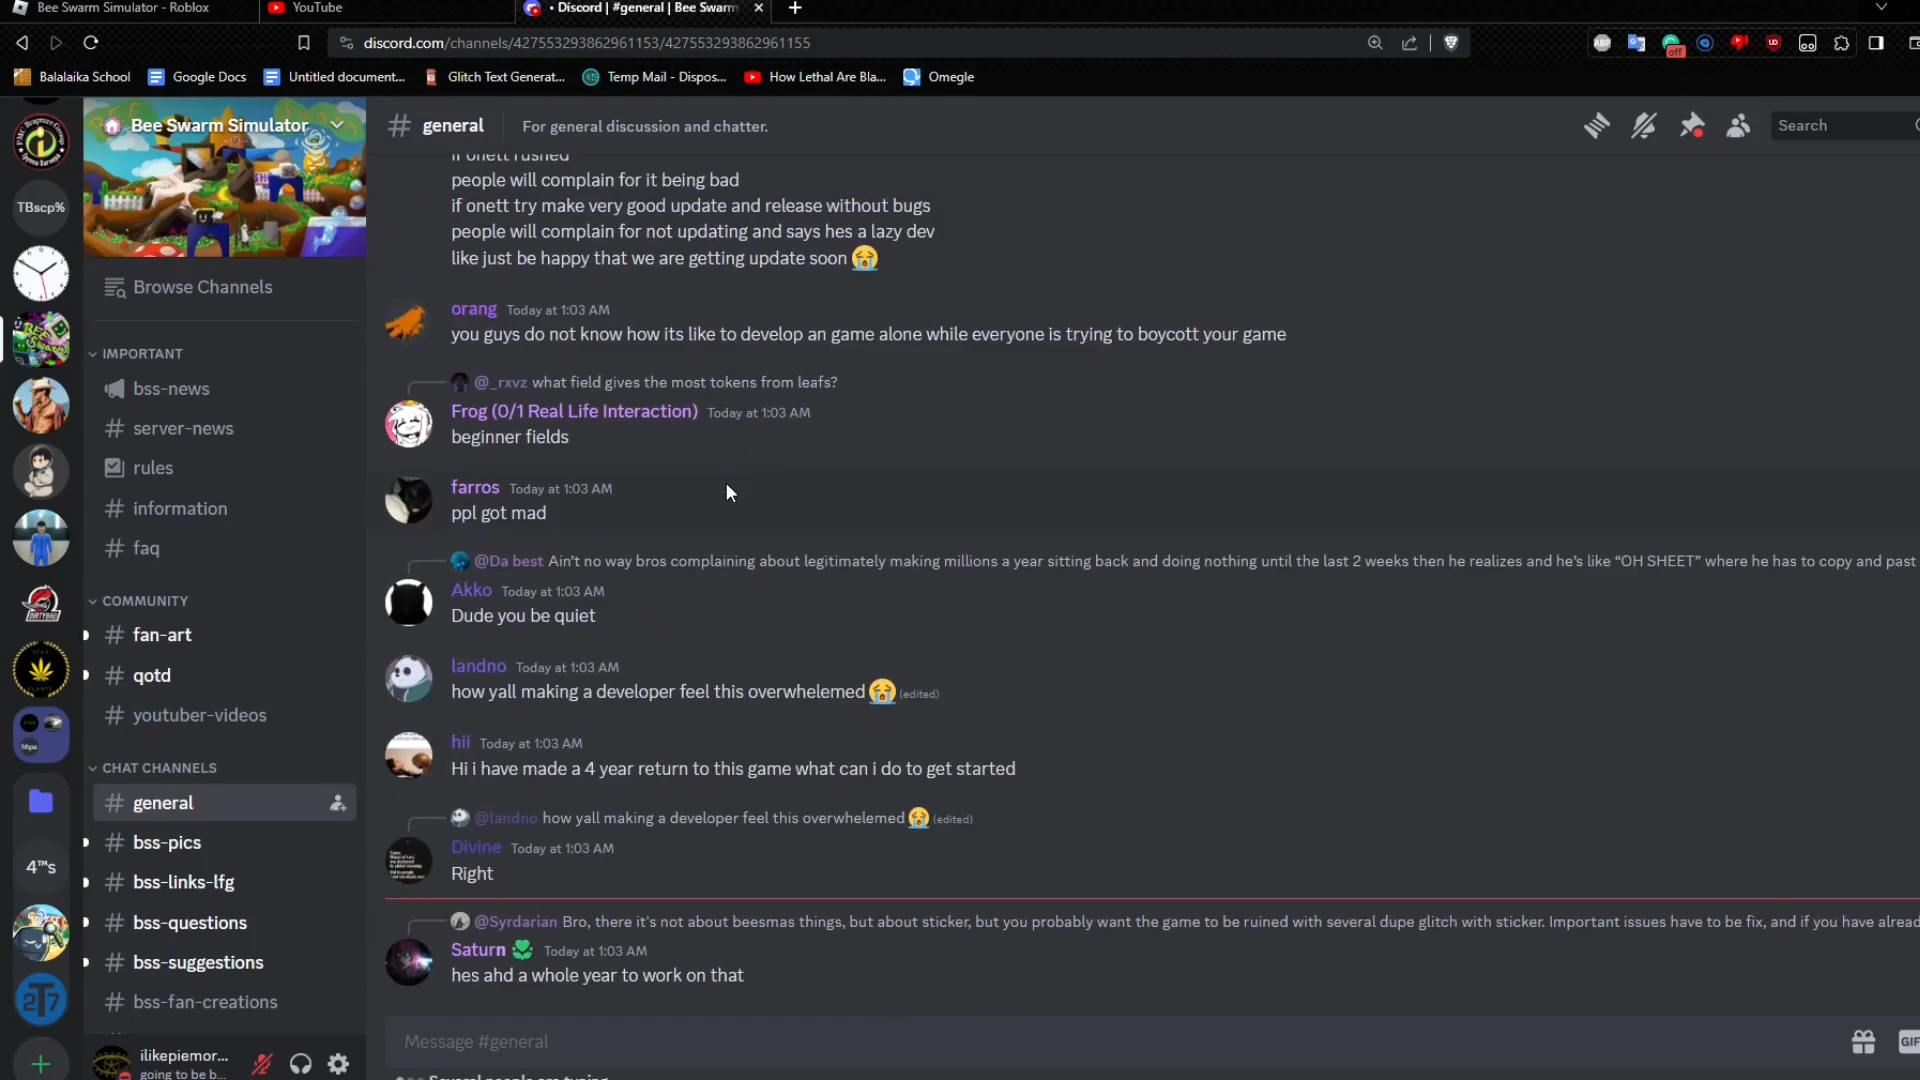 Bee Swarm Simulator - Roblox
YouTube
• Discord | #general | Bee Swarm
discord.com/channels/427553293862961153/427553293862961155
ABP
off
Balalaika School
Google Docs
Untitled document...
Glitch Text Generat...
Temp Mail - Dispos...
How Lethal Are Bla...
Omegle
Bee Swarm Simulator
Browse Channels
IMPORTANT
bss-news
server-news
rules
information
faq
COMMUNITY
fan-art
qotd
youtuber-videos
CHAT CHANNELS
general
bss-pics
bss-links-lfg
bss-questions
bss-suggestions
bss-fan-creations
ilikepiemor...
going to be b...
TBscp%
4™s
# general
For general discussion and chatter.
Search
if onett rushed
people will complain for it being bad
if onett try make very good update and release without bugs
people will complain for not updating and says hes a lazy dev
like just be happy that we are getting update soon 😭
orang Today at 1:03 AM
you guys do not know how its like to develop an game alone while everyone is trying to boycott your game
@_rxvz what field gives the most tokens from leafs?
Frog (0/1 Real Life Interaction) Today at 1:03 AM
beginner fields
farros Today at 1:03 AM
ppl got mad
@Da best Ain't no way bros complaining about legitimately making millions a year sitting back and doing nothing until the last 2 weeks then he realizes and he's like “OH SHEET” where he has to copy and past
Akko Today at 1:03 AM
Dude you be quiet
landno Today at 1:03 AM
how yall making a developer feel this overwhelemed 😭 (edited)
hii Today at 1:03 AM
Hi i have made a 4 year return to this game what can i do to get started
@landno how yall making a developer feel this overwhelemed 😭 (edited)
Divine Today at 1:03 AM
Right
@Syrdarian Bro, there it's not about beesmas things, but about sticker, but you probably want the game to be ruined with several dupe glitch with sticker. Important issues have to be fix, and if you have alread
Saturn Today at 1:03 AM
hes ahd a whole year to work on that
Message #general
GIF
Several people are typing